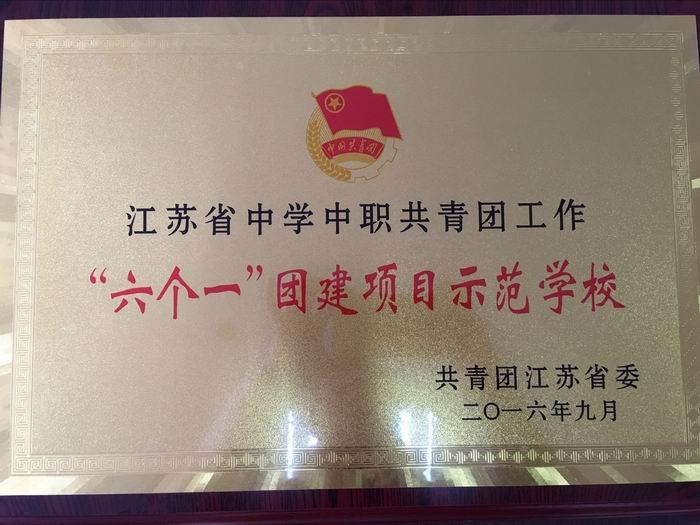 中国共青团
江苏省中学中职共青团工作
“六个一”团建项目示范学校
共青团江苏省委
二〇一六年九月